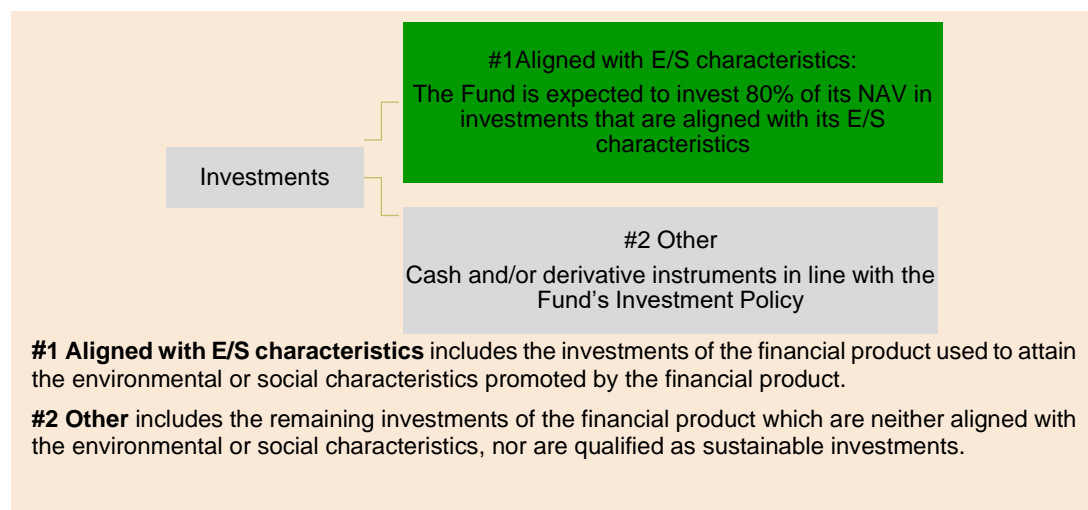 #1Aligned with E/S characteristics:
The Fund is expected to invest 80% of its NAV in
investments that are aligned with its E/S
characteristics
Investments
#2 Other
Cash and/or derivative instruments in line with the
Fund's Investment Policy
#1 Aligned with E/S characteristics includes the investments of the financial product used to attain
the environmental or social characteristics promoted by the financial product.
#2 Other includes the remaining investments of the financial product which are neither aligned with
the environmental or social characteristics, nor are qualified as sustainable investments.